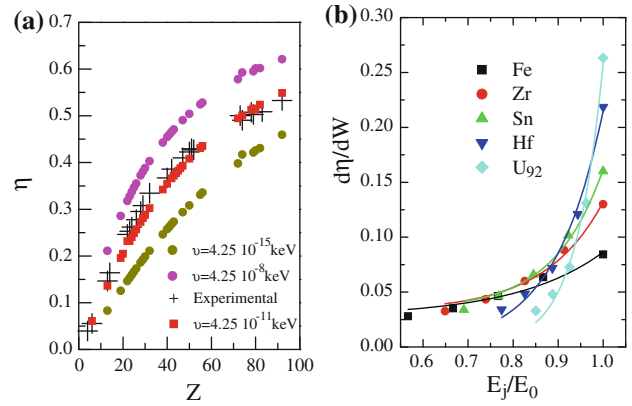 (a)
0.7
0.6
0.5
0.4
0.3
0.2
0.1
0.0
η
υ=4.25 10⁻¹⁵keV
υ=4.25 10⁻⁸keV
Experimental
υ=4.25 10⁻¹¹keV
0 20 40 60 80 100
Z
(b)
0.30
0.25
0.20
0.15
0.10
0.05
0.00
dη/dW
Fe
Zr
Sn
Hf
U₉₂
0.6 0.7 0.8 0.9 1.0
Eⱼ/E₀